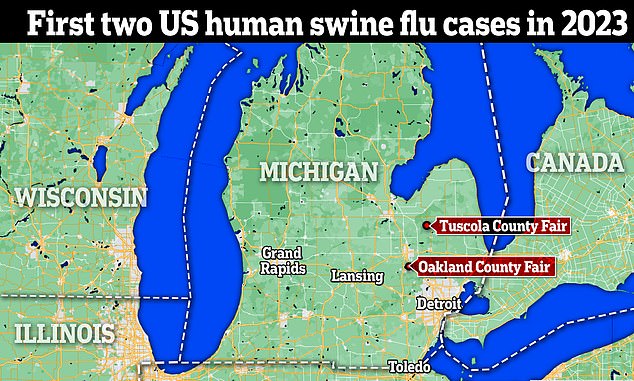 First two US human swine flu cases in 2023
MICHIGAN
CANADA
WISCONSIN
Tuscola County Fair
Grand
Rapids
Lansing
Oakland County Fair
Detroit
ILLINOIS
Toledo